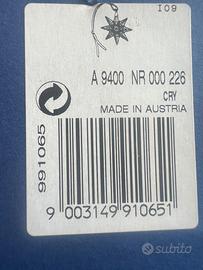 I09
A 9400 NR 000 226
CRY
MADE IN AUSTRIA
991065
9 003149 910651
subito